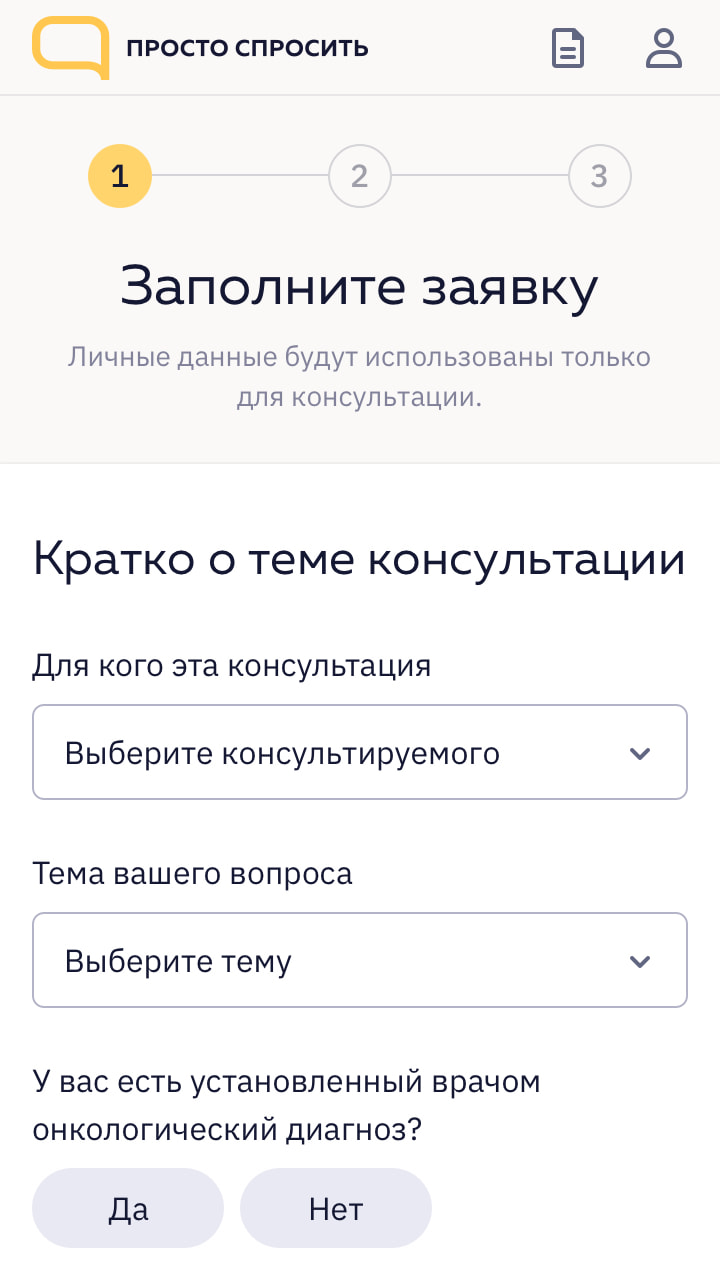 ПРОСТО СПРОСИТЬ
1
2
3
Заполните заявку
Личные данные будут использованы только
для консультации.
Кратко о теме консультации
Для кого эта консультация
Выберите консультируемого
Тема вашего вопроса
Выберите тему
У вас есть установленный врачом
онкологический диагноз?
Да
Нет